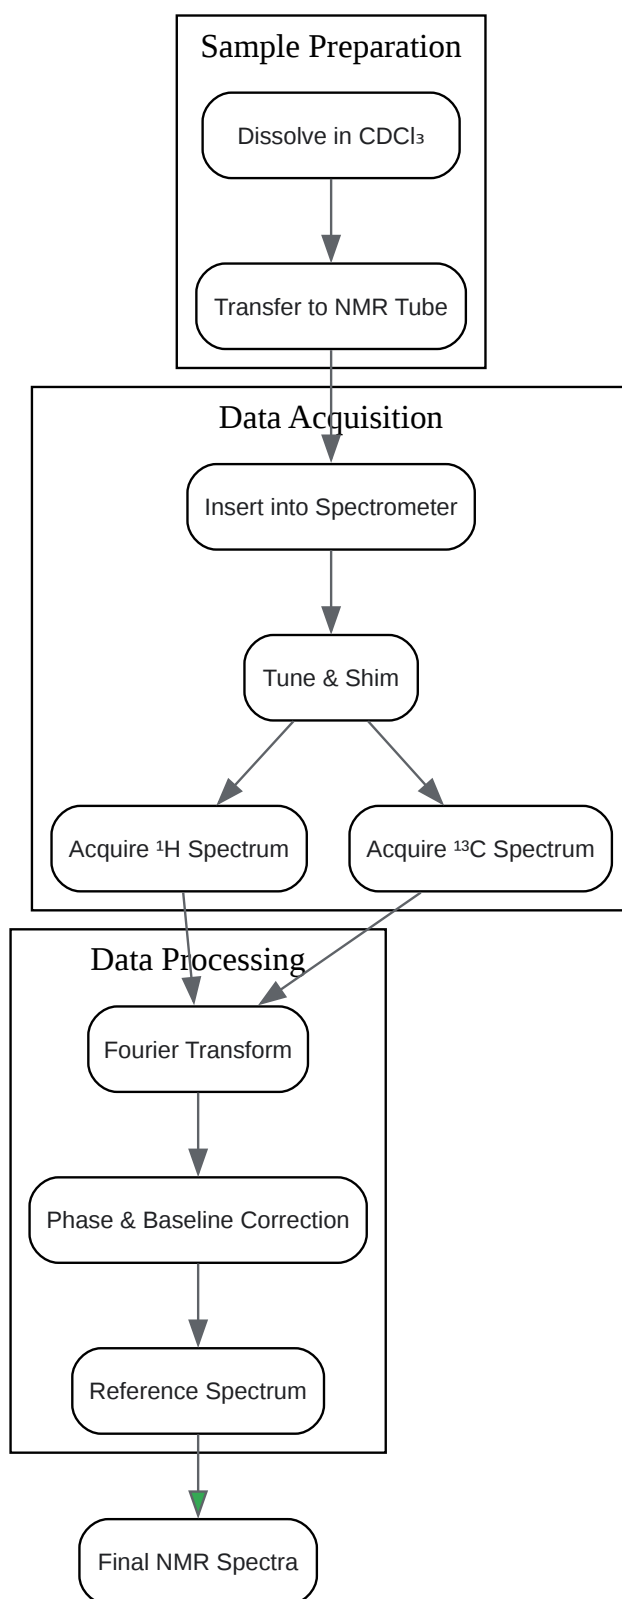 Sample Preparation
Dissolve in CDCl₃
Transfer to NMR Tube
Data Acquisition
Insert into Spectrometer
Tune & Shim
Acquire ¹H Spectrum
Acquire ¹³C Spectrum
Data Processing
Fourier Transform
Phase & Baseline Correction
Reference Spectrum
Final NMR Spectra